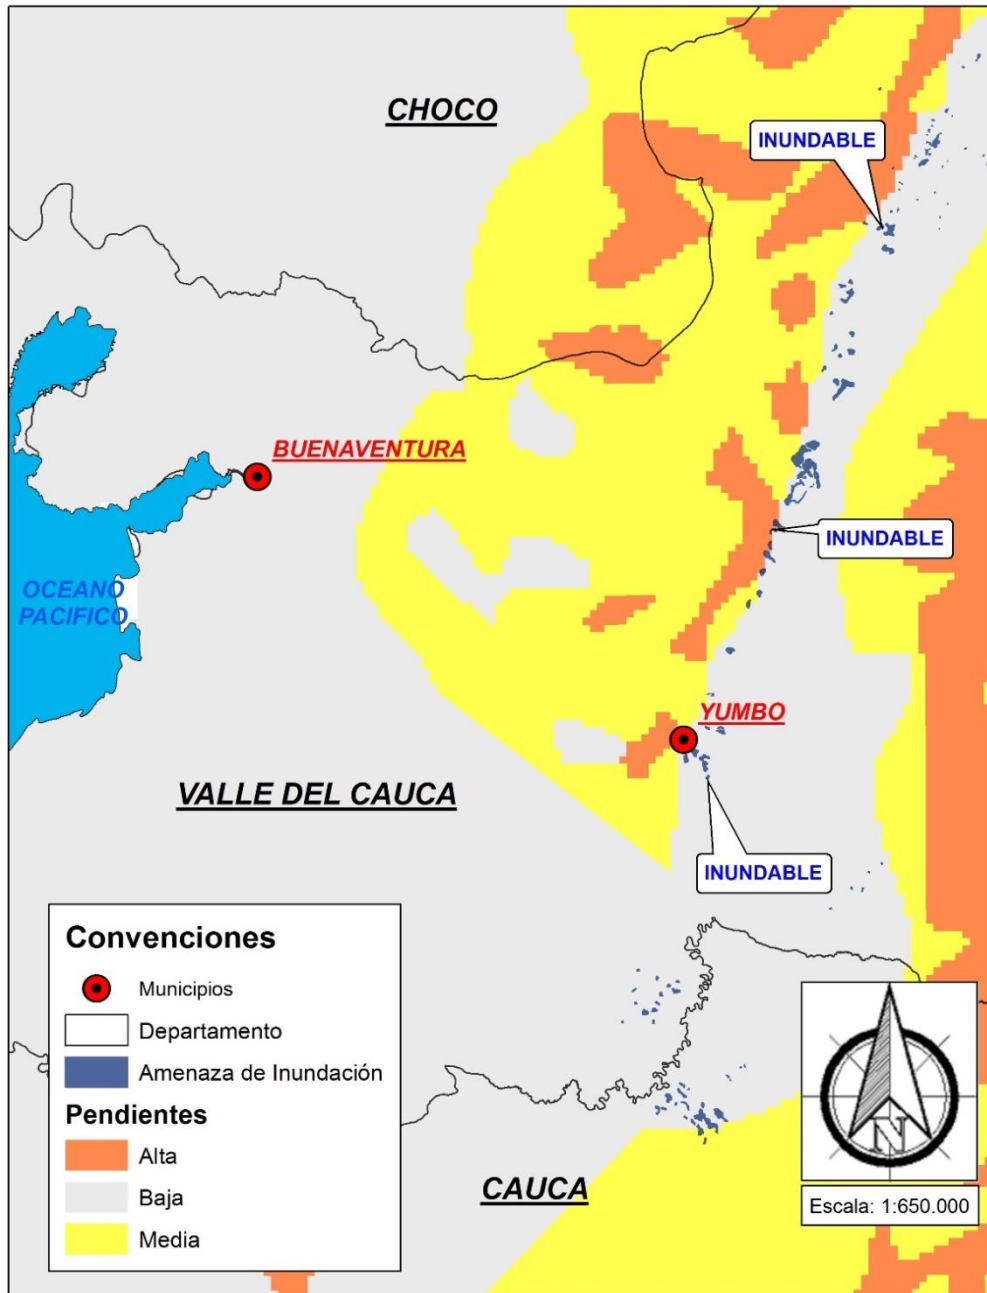 CHOCO
INUNDABLE
BUENAVENTURA
INUNDABLE
OCEANO
PACIFICO
YUMBO
VALLE DEL CAUCA
INUNDABLE
Convenciones
Municipios
Departamento
Amenaza de Inundación
Pendientes
Alta
Baja
Media
CAUCA
N
Escala: 1:650.000